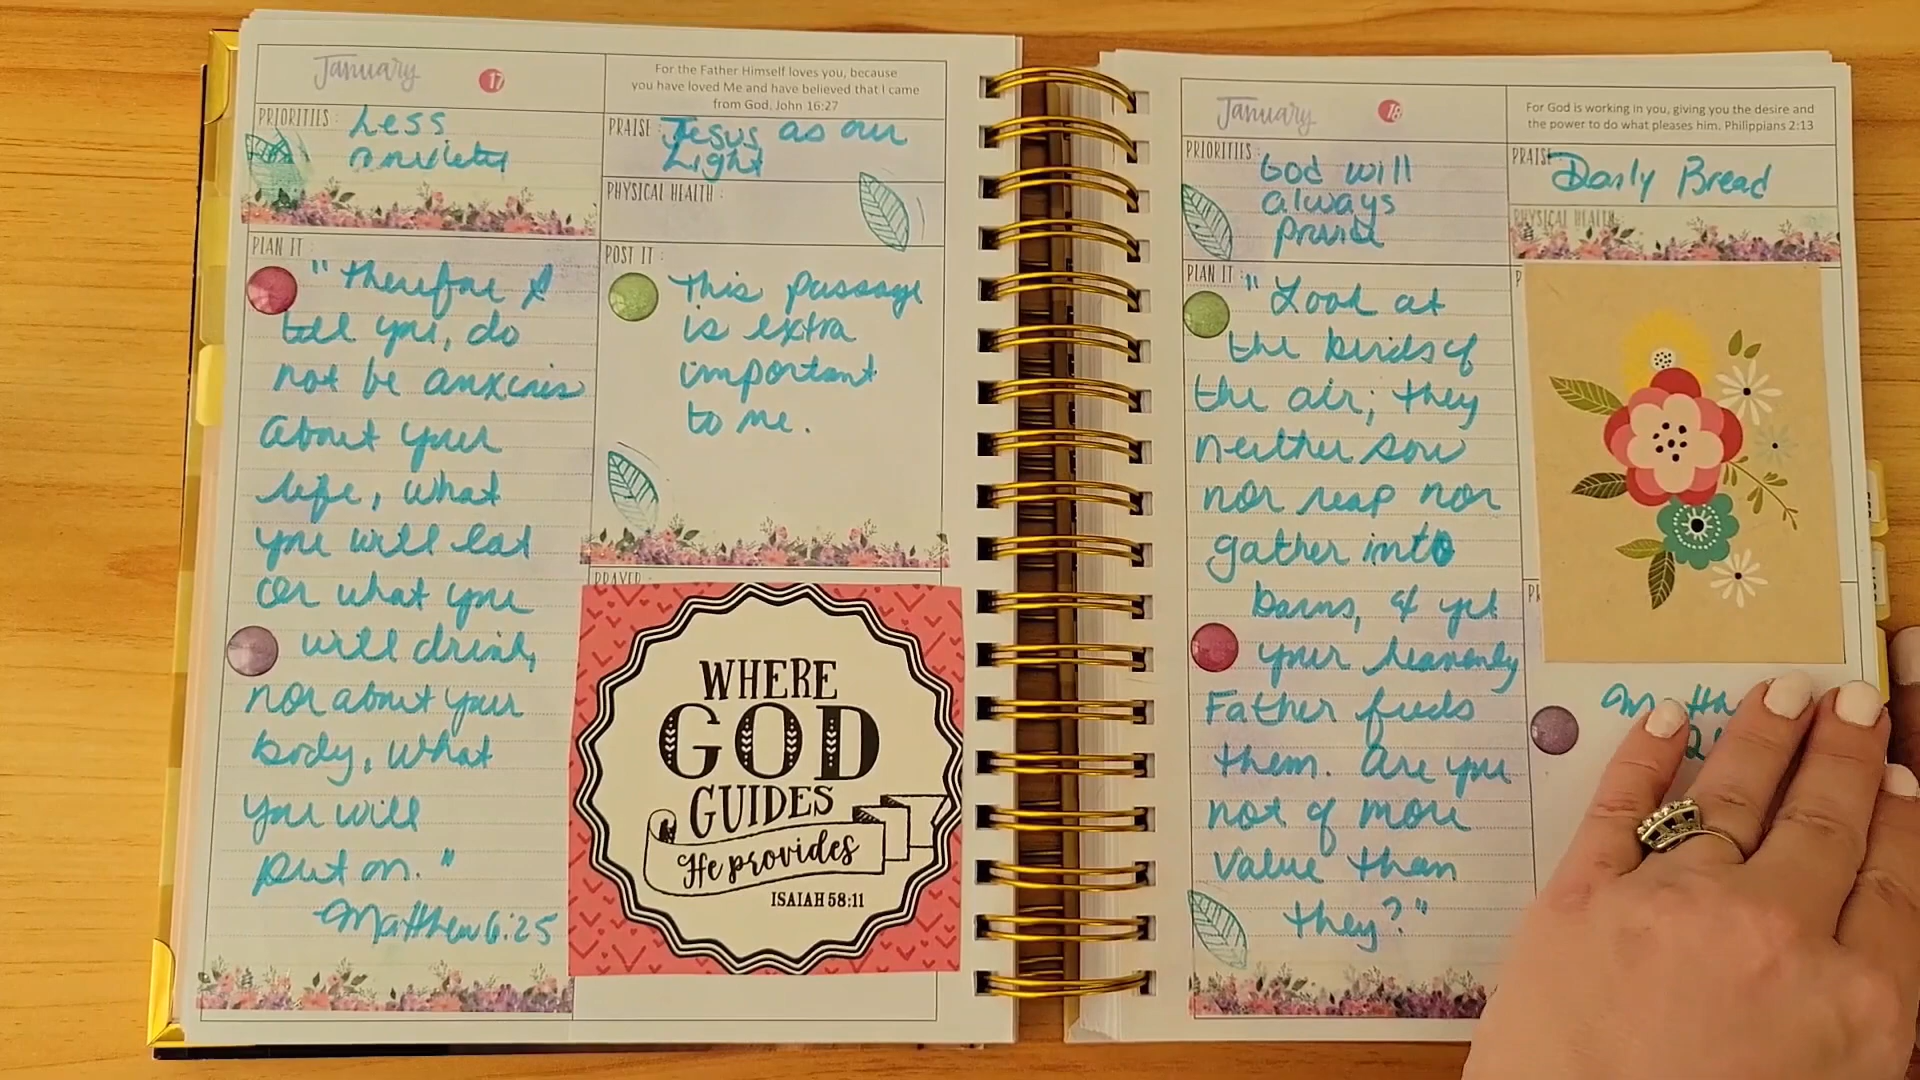 January 17
For the Father Himself loves you, because
you have loved Me and have believed that I came
from God. John 16:27
PRIORITIES:
Less
anxiety
PRAISE:
Jesus as our
Light
PHYSICAL HEALTH:
PLAN IT:
"Therefore I
tell you, do
not be anxious
about your
life, what
you will eat
or what you
will drink,
nor about your
body, what
you will
put on."
Matthew 6:25
POST IT:
This passage
is extra
important
to me.
PRAYER:
WHERE
GOD
GUIDES
He provides
ISAIAH 58:11
January 18
For God is working in you, giving you the desire and
the power to do what pleases him. Philippians 2:13
PRIORITIES:
God will
always
provide
PRAISE
Daily Bread
PHYSICAL HEALTH:
PLAN IT:
"Look at
the birds of
the air; they
neither sow
nor reap nor
gather into
barns, & yet
your heavenly
Father feeds
them. Are you
not of more
value than
they?"
P
PR
Matth